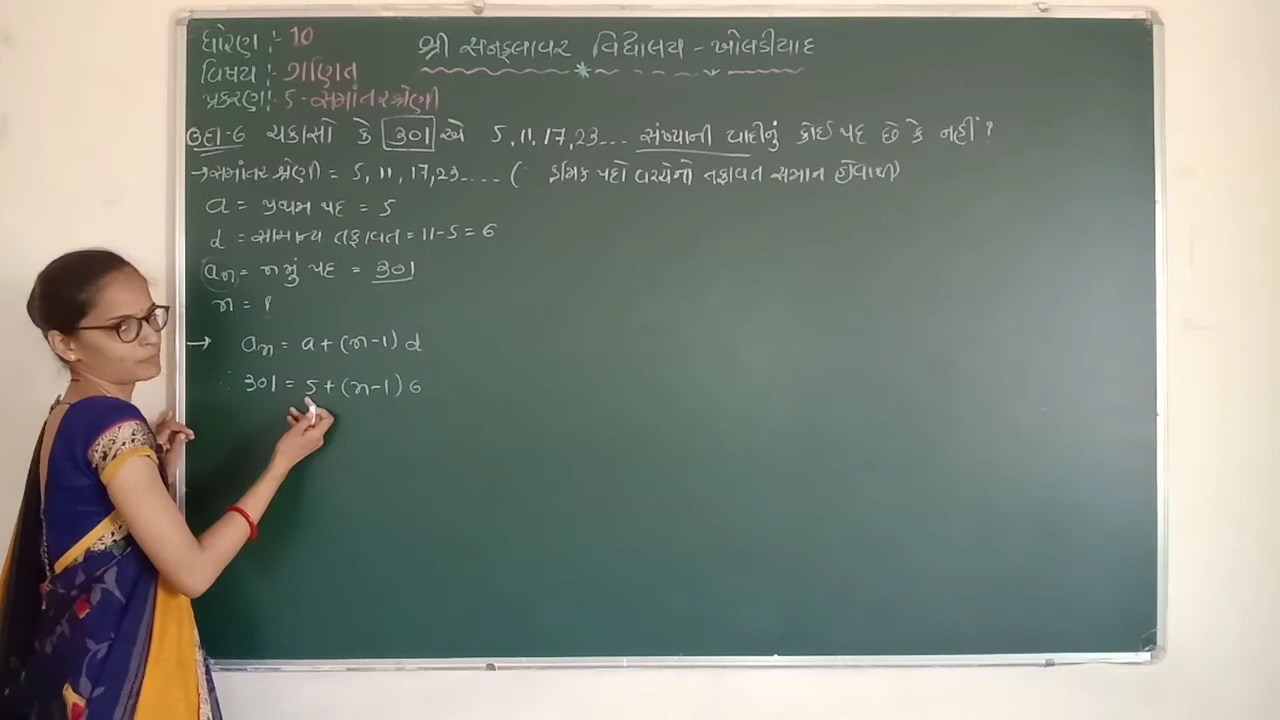 ધોરણ :- 10
શ્રી સનફલાવર વિદ્યાલય - ખોલડીયાદ
વિષય :- ગણિત
પ્રકરણ :- 5 - સમાંતર શ્રેણી
ઉદા-6 ચકાસો કે 301 એ 5, 11, 17, 23... સંખ્યાની યાદીનું કોઈ પદ છે કે નહીં ?
→ સમાંતર શ્રેણી = 5, 11, 17, 23.... ( ક્રમિક પદો વચ્ચેનો તફાવત સમાન હોવાથી)
a = પ્રથમ પદ = 5
d = સામાન્ય તફાવત = 11-5 = 6
an = n મું પદ = 301
n = ?
→ an = a + (n-1) d
∴ 301 = 5 + (n-1) 6